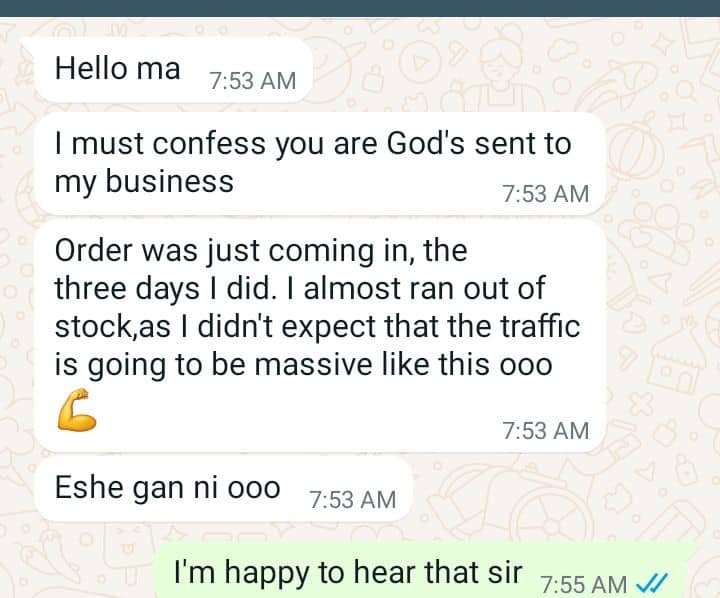 Hello ma 7:53 AM
I must confess you are God's sent to
my business 7:53 AM
Order was just coming in, the
three days I did. I almost ran out of
stock,as I didn't expect that the traffic
is going to be massive like this ooo
💪
7:53 AM
Eshe gan ni ooo 7:53 AM
I'm happy to hear that sir 7:55 AM